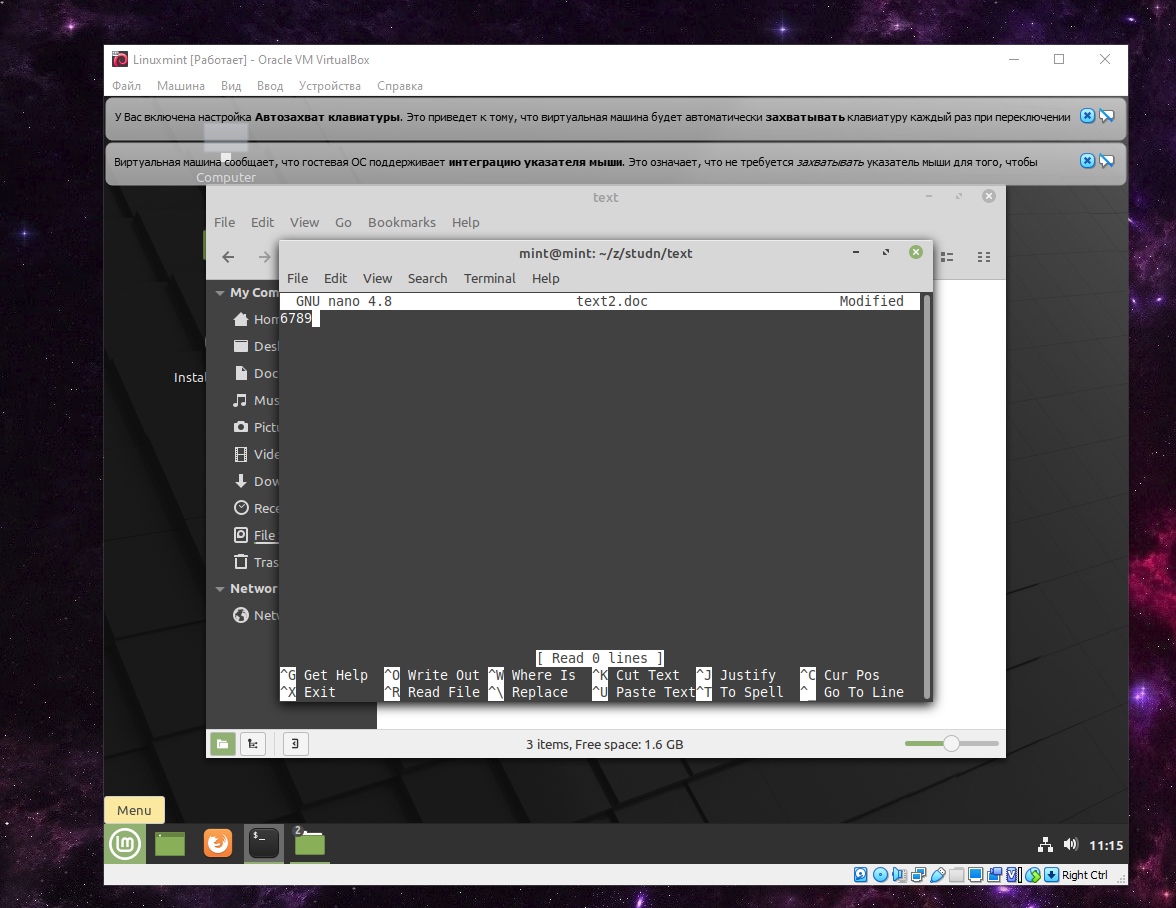 Linuxmint [Работает] - Oracle VM VirtualBox
Файл Машина Вид Ввод Устройства Справка
У Вас включена настройка Автозахват клавиатуры. Это приведет к тому, что виртуальная машина будет автоматически захватывать клавиатуру каждый раз при переключении
Виртуальная машина сообщает, что гостевая ОС поддерживает интеграцию указателя мыши. Это означает, что не требуется захватывать указатель мыши для того, чтобы
Computer
text
File Edit View Go Bookmarks Help
mint@mint: ~/z/studn/text
File Edit View Search Terminal Help
My Com
GNU nano 4.8 text2.doc Modified
Hom
6789
Desk
Doc
Instal
Mus
Pictu
Vide
Dow
Rece
File
Tras
Networ
Netw
[ Read 0 lines ]
^G Get Help ^O Write Out ^W Where Is ^K Cut Text ^J Justify ^C Cur Pos
^X Exit ^R Read File ^\ Replace ^U Paste Text ^T To Spell ^_ Go To Line
3 items, Free space: 1.6 GB
Menu
2
11:15
Right Ctrl